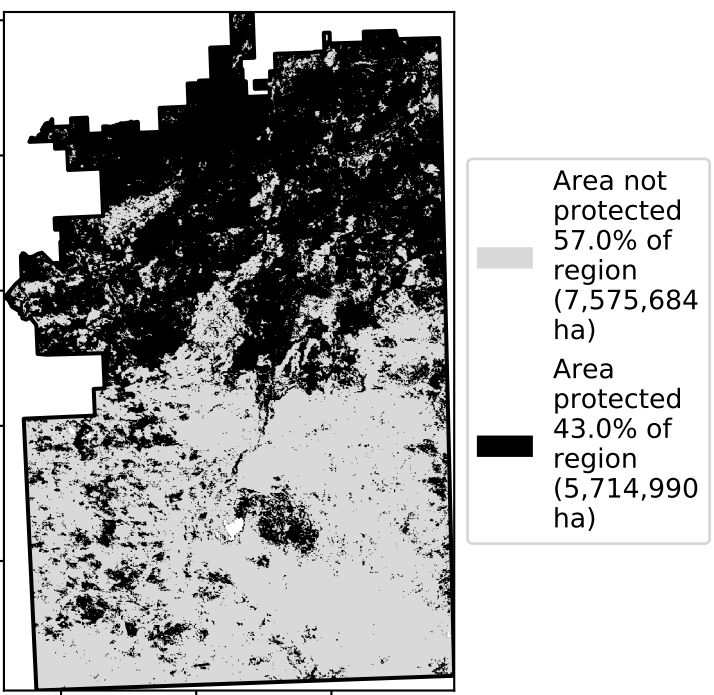 Area not
protected
57.0% of
region
(7,575,684
ha)
Area
protected
43.0% of
region
(5,714,990
ha)